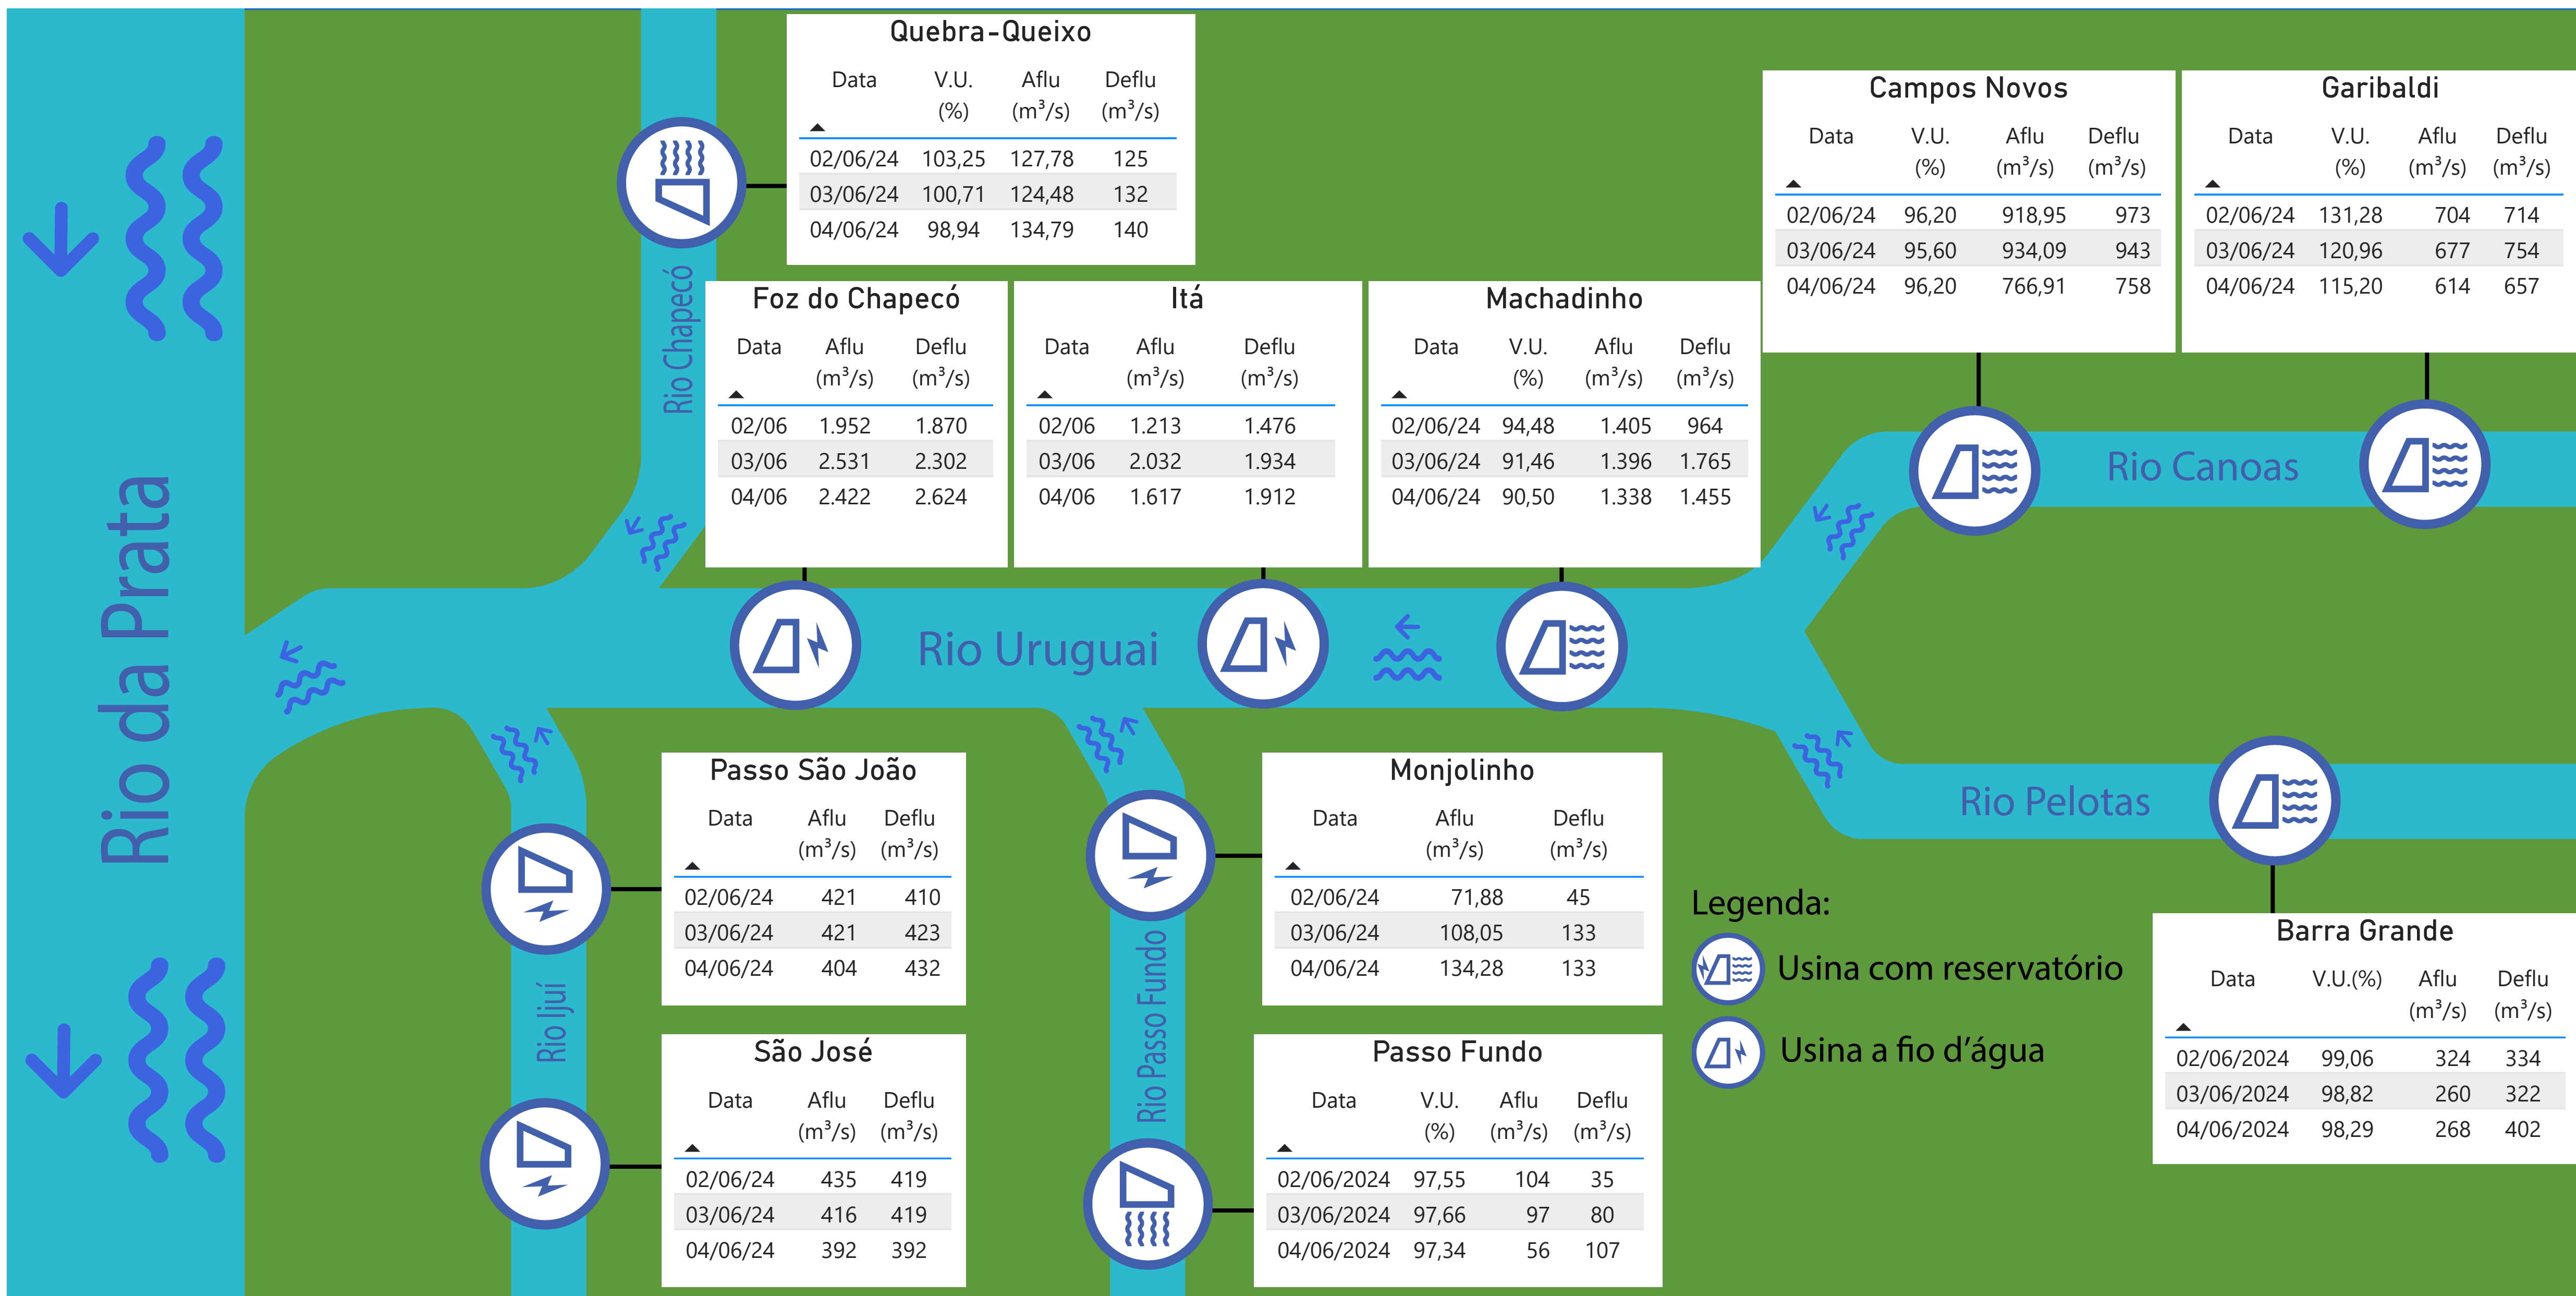 Rio da Prata
Quebra-Queixo
Data V.U. (%) Aflu (m³/s) Deflu (m³/s)
02/06/24 103,25 127,78 125
03/06/24 100,71 124,48 132
04/06/24 98,94 134,79 140
Rio Chapecó
Campos Novos
Data V.U. (%) Aflu (m³/s) Deflu (m³/s)
02/06/24 96,20 918,95 973
03/06/24 95,60 934,09 943
04/06/24 96,20 766,91 758
Garibaldi
Data V.U. (%) Aflu (m³/s) Deflu (m³/s)
02/06/24 131,28 704 714
03/06/24 120,96 677 754
04/06/24 115,20 614 657
Foz do Chapecó
Data Aflu (m³/s) Deflu (m³/s)
02/06 1.952 1.870
03/06 2.531 2.302
04/06 2.422 2.624
Itá
Data Aflu (m³/s) Deflu (m³/s)
02/06 1.213 1.476
03/06 2.032 1.934
04/06 1.617 1.912
Machadinho
Data V.U. (%) Aflu (m³/s) Deflu (m³/s)
02/06/24 94,48 1.405 964
03/06/24 91,46 1.396 1.765
04/06/24 90,50 1.338 1.455
Rio Canoas
Rio Uruguai
Rio Pelotas
Passo São João
Data Aflu (m³/s) Deflu (m³/s)
02/06/24 421 410
03/06/24 421 423
04/06/24 404 432
Rio Ijuí
São José
Data Aflu (m³/s) Deflu (m³/s)
02/06/24 435 419
03/06/24 416 419
04/06/24 392 392
Monjolinho
Data Aflu (m³/s) Deflu (m³/s)
02/06/24 71,88 45
03/06/24 108,05 133
04/06/24 134,28 133
Rio Passo Fundo
Passo Fundo
Data V.U. (%) Aflu (m³/s) Deflu (m³/s)
02/06/2024 97,55 104 35
03/06/2024 97,66 97 80
04/06/2024 97,34 56 107
Legenda:
Usina com reservatório
Usina a fio d’água
Barra Grande
Data V.U.(%) Aflu (m³/s) Deflu (m³/s)
02/06/2024 99,06 324 334
03/06/2024 98,82 260 322
04/06/2024 98,29 268 402